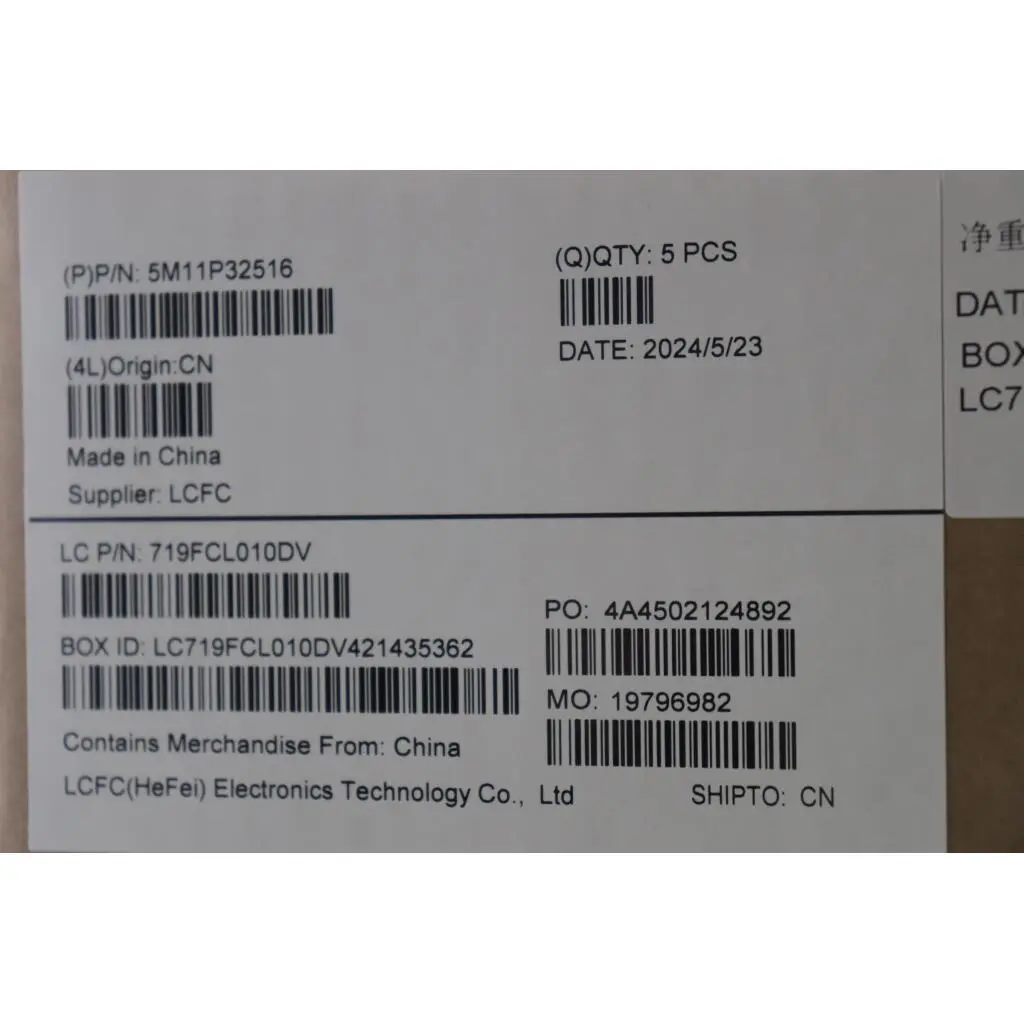 (P)P/N: 5M11P32516
(Q)QTY: 5 PCS
(4L)Origin:CN
DATE: 2024/5/23
Made in China
Supplier: LCFC
LC P/N: 719FCL010DV
PO: 4A4502124892
BOX ID: LC719FCL010DV421435362
MO: 19796982
Contains Merchandise From: China
LCFC(HeFei) Electronics Technology Co., Ltd
SHIPTO: CN
净重
DAT
BOX
LC7